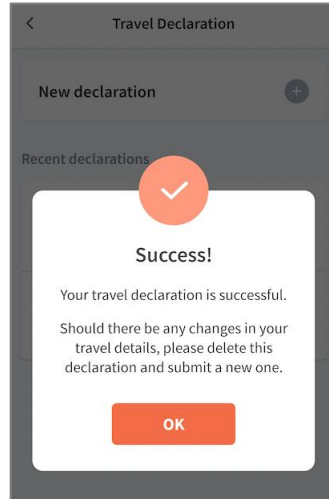 Travel Declaration
New declaration
Recent declarations
Success!
Your travel declaration is successful.
Should there be any changes in your
travel details, please delete this
declaration and submit a new one.
OK